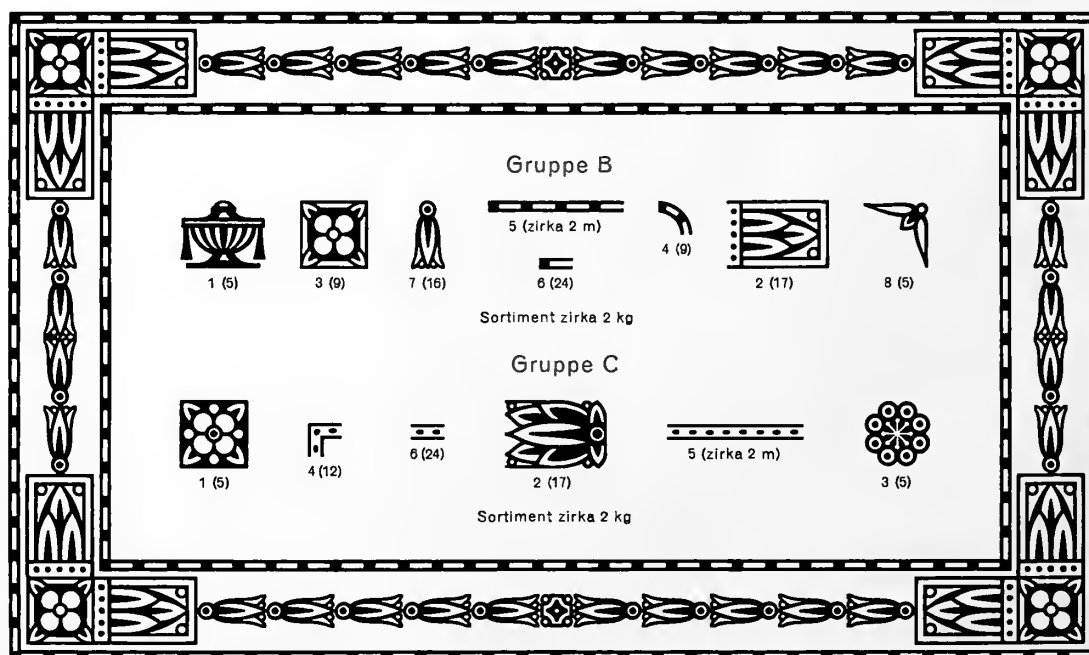 Gruppe B
1 (5) 3 (9) 7 (16) 5 (zirka 2 m) 4 (9) 2 (17) 8 (5)
6 (24)
Sortiment zirka 2 kg
Gruppe C
1 (5) 4 (12) 6 (24) 2 (17) 5 (zirka 2 m) 3 (5)
Sortiment zirka 2 kg